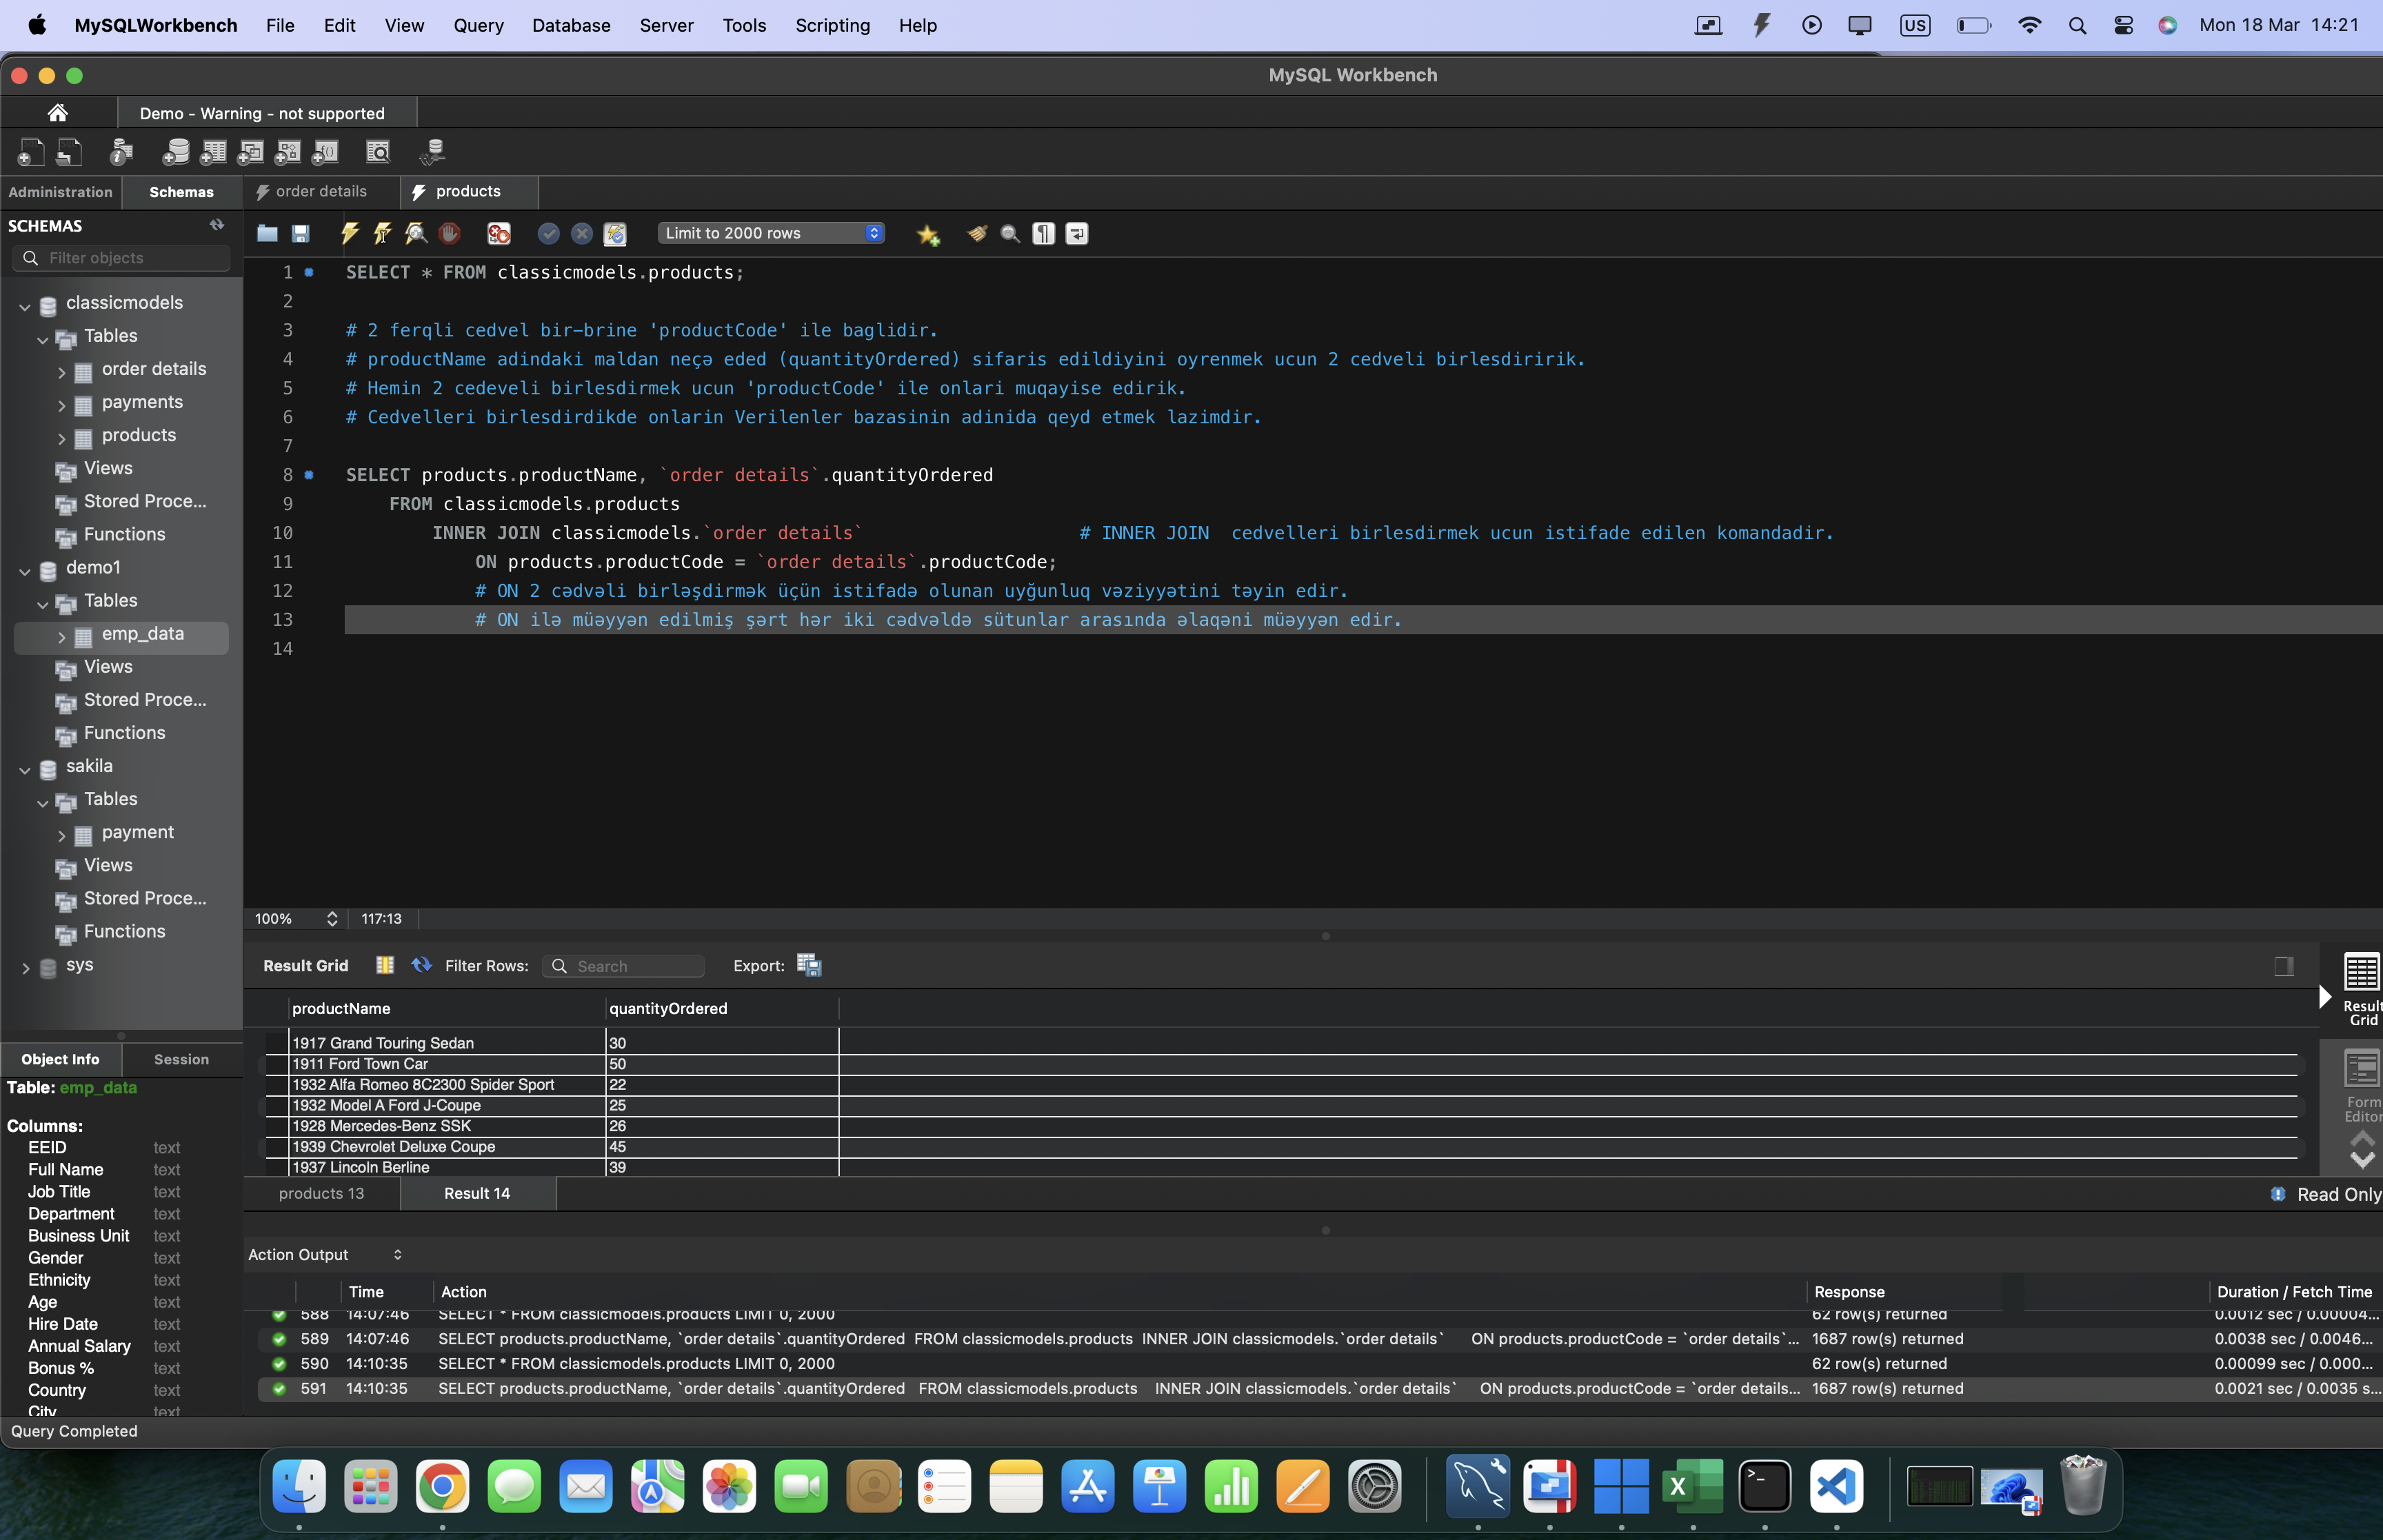 MySQLWorkbench File Edit View Query Database Server Tools Scripting Help US Mon 18 Mar 14:21
MySQL Workbench
Demo - Warning - not supported
Administration Schemas order details products
SCHEMAS
Limit to 2000 rows
Filter objects
classicmodels
Tables
order details
payments
products
Views
Stored Proce...
Functions
demo1
Tables
emp_data
Views
Stored Proce...
Functions
sakila
Tables
payment
Views
Stored Proce...
Functions
sys
1 SELECT * FROM classicmodels.products;
2
3 # 2 ferqli cedvel bir-brine 'productCode' ile baglidir.
4 # productName adindaki maldan neçə eded (quantityOrdered) sifaris edildiyini oyrenmek ucun 2 cedveli birlesdiririk.
5 # Hemin 2 cedeveli birlesdirmek ucun 'productCode' ile onlari muqayise edirik.
6 # Cedvelleri birlesdirdikde onlarin Verilenler bazasinin adinida qeyd etmek lazimdir.
7
8 SELECT products.productName, `order details`.quantityOrdered
9 FROM classicmodels.products
10 INNER JOIN classicmodels.`order details` # INNER JOIN cedvelleri birlesdirmek ucun istifade edilen komandadir.
11 ON products.productCode = `order details`.productCode;
12 # ON 2 cədvəli birləşdirmək üçün istifadə olunan uyğunluq vəziyyətini təyin edir.
13 # ON ilə müəyyən edilmiş şərt hər iki cədvəldə sütunlar arasında əlaqəni müəyyən edir.
14
100% 117:13
Result Grid Filter Rows: Search Export:
productName quantityOrdered
1917 Grand Touring Sedan 30
1911 Ford Town Car 50
1932 Alfa Romeo 8C2300 Spider Sport 22
1932 Model A Ford J-Coupe 25
1928 Mercedes-Benz SSK 26
1939 Chevrolet Deluxe Coupe 45
1937 Lincoln Berline 39
Result
Grid
Form
Editor
products 13 Result 14 Read Only
Object Info Session
Table: emp_data
Columns:
EEID text
Full Name text
Job Title text
Department text
Business Unit text
Gender text
Ethnicity text
Age text
Hire Date text
Annual Salary text
Bonus % text
Country text
City text
Action Output
Time Action Response Duration / Fetch Time
588 14:07:46 SELECT * FROM classicmodels.products LIMIT 0, 2000 62 row(s) returned 0.0012 sec / 0.00004...
589 14:07:46 SELECT products.productName, `order details`.quantityOrdered FROM classicmodels.products INNER JOIN classicmodels.`order details` ON products.productCode = `order details`... 1687 row(s) returned 0.0038 sec / 0.0046...
590 14:10:35 SELECT * FROM classicmodels.products LIMIT 0, 2000 62 row(s) returned 0.00099 sec / 0.000...
591 14:10:35 SELECT products.productName, `order details`.quantityOrdered FROM classicmodels.products INNER JOIN classicmodels.`order details` ON products.productCode = `order details... 1687 row(s) returned 0.0021 sec / 0.0035 s...
Query Completed